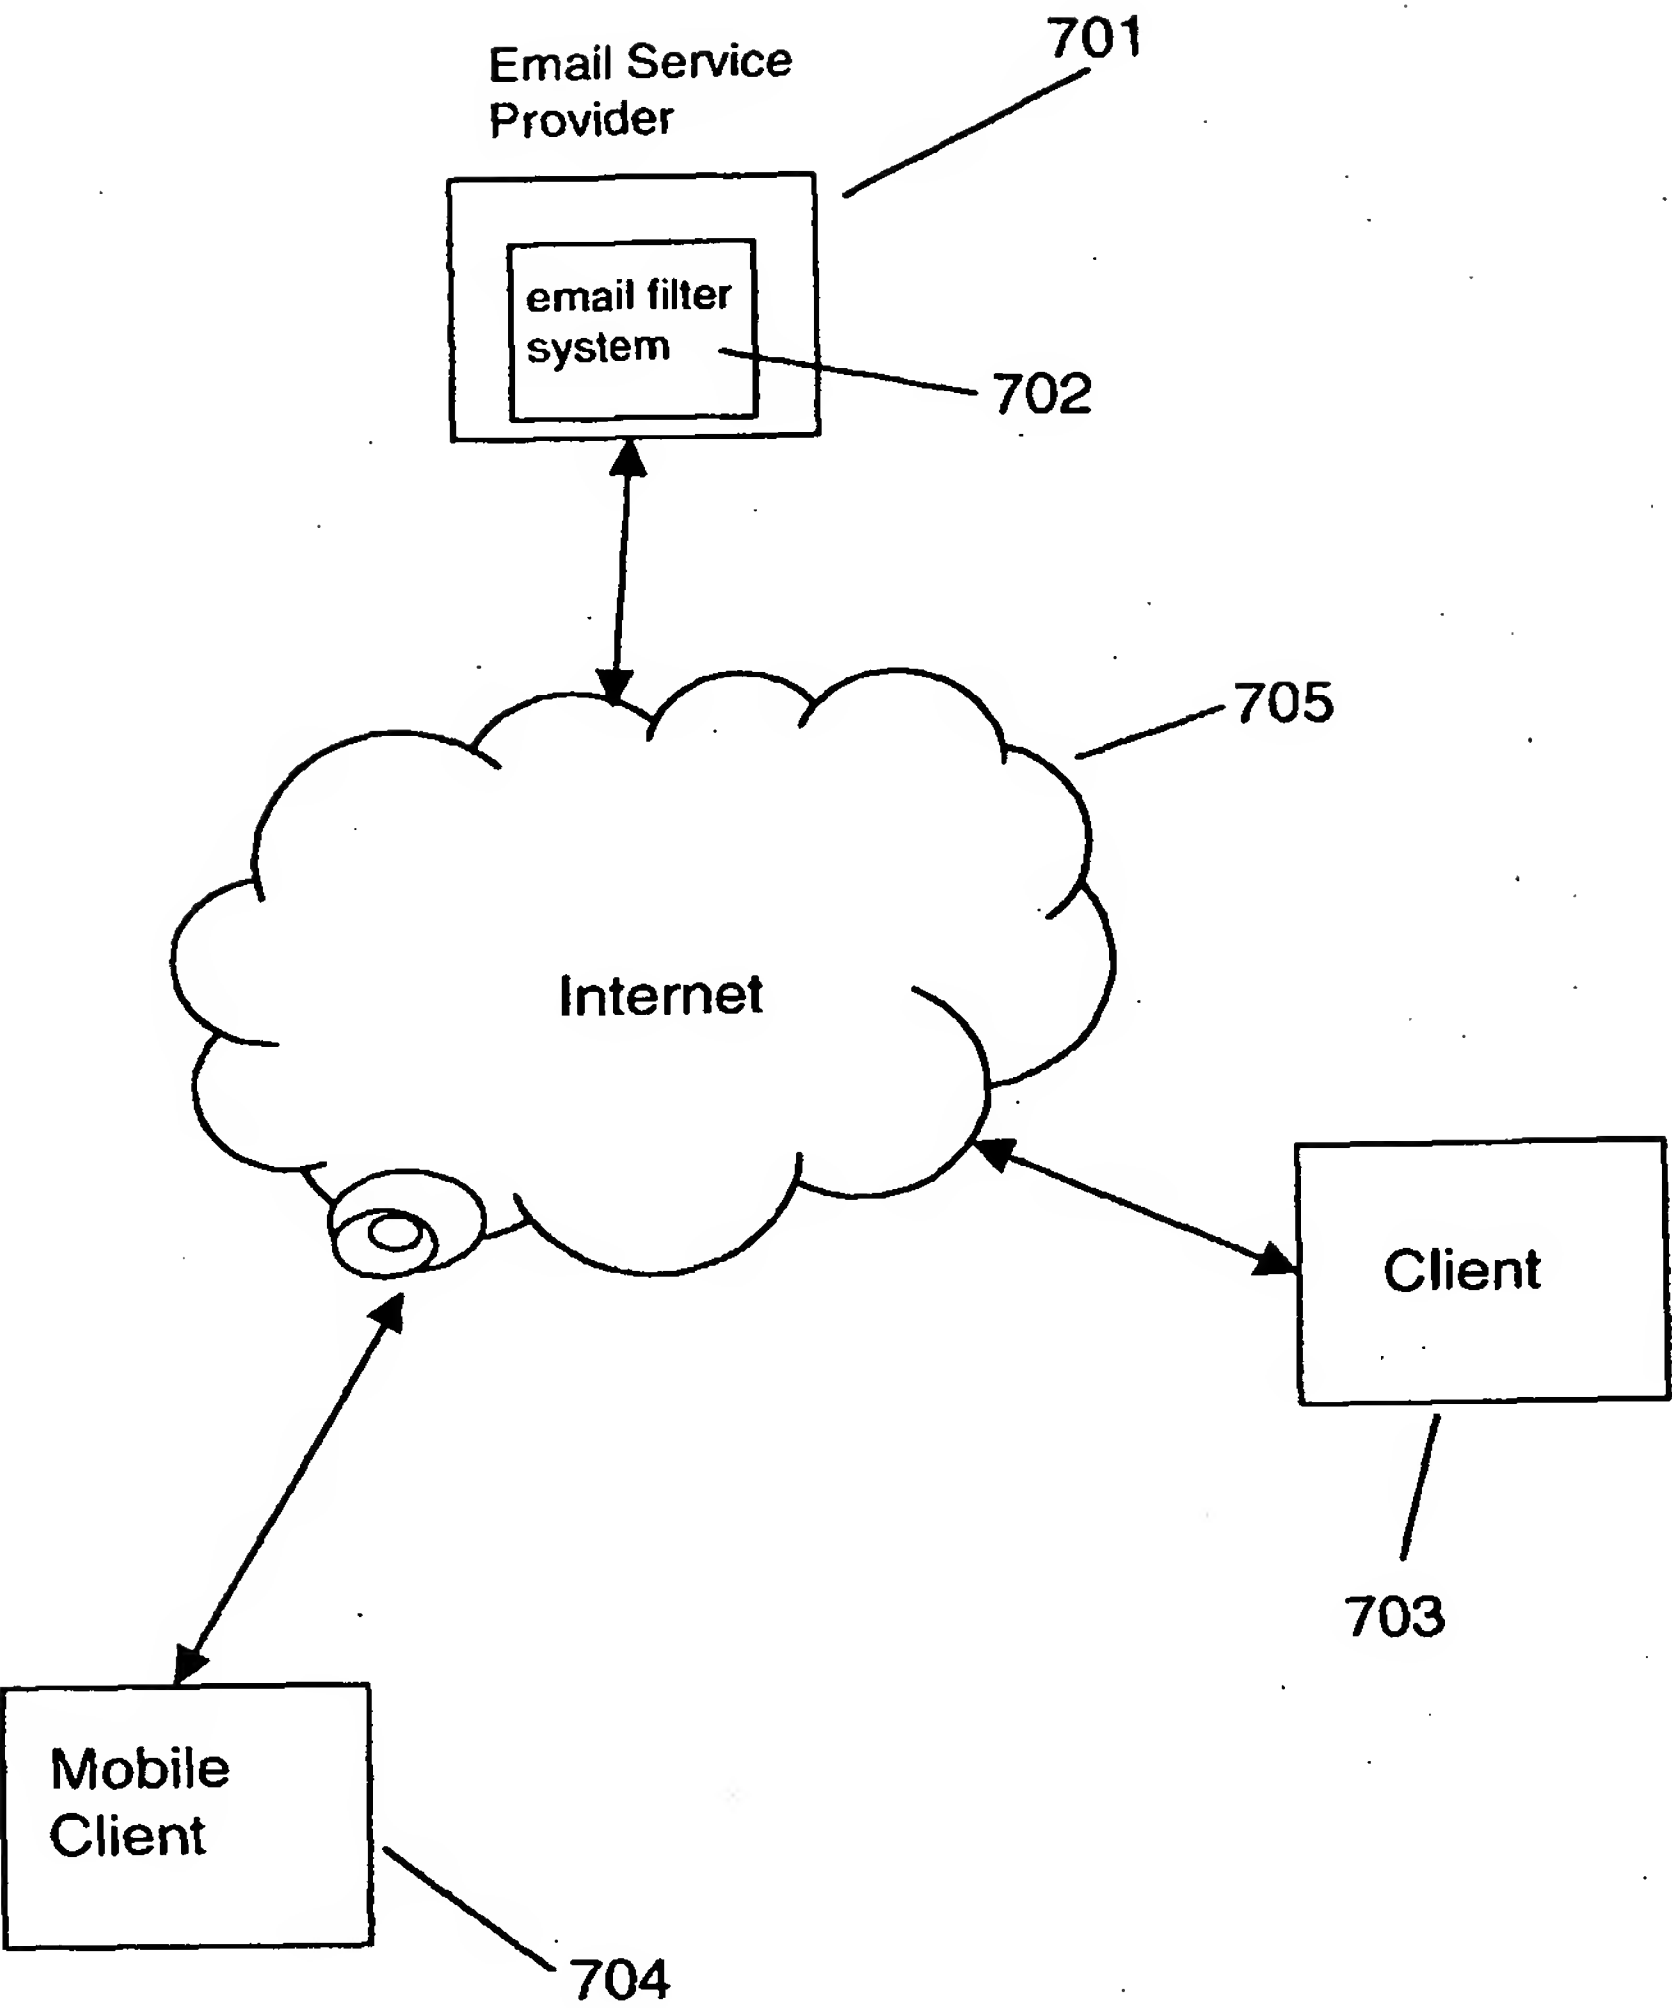 701
Email Service
Provider
email filter
system
702
705
Internet
Client
703
Mobile
Client
704